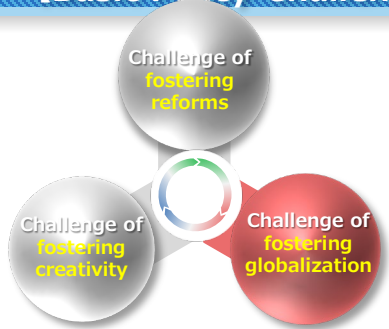 Challenge of
fostering
reforms
Challenge of
fostering
creativity
Challenge of
fostering
globalization